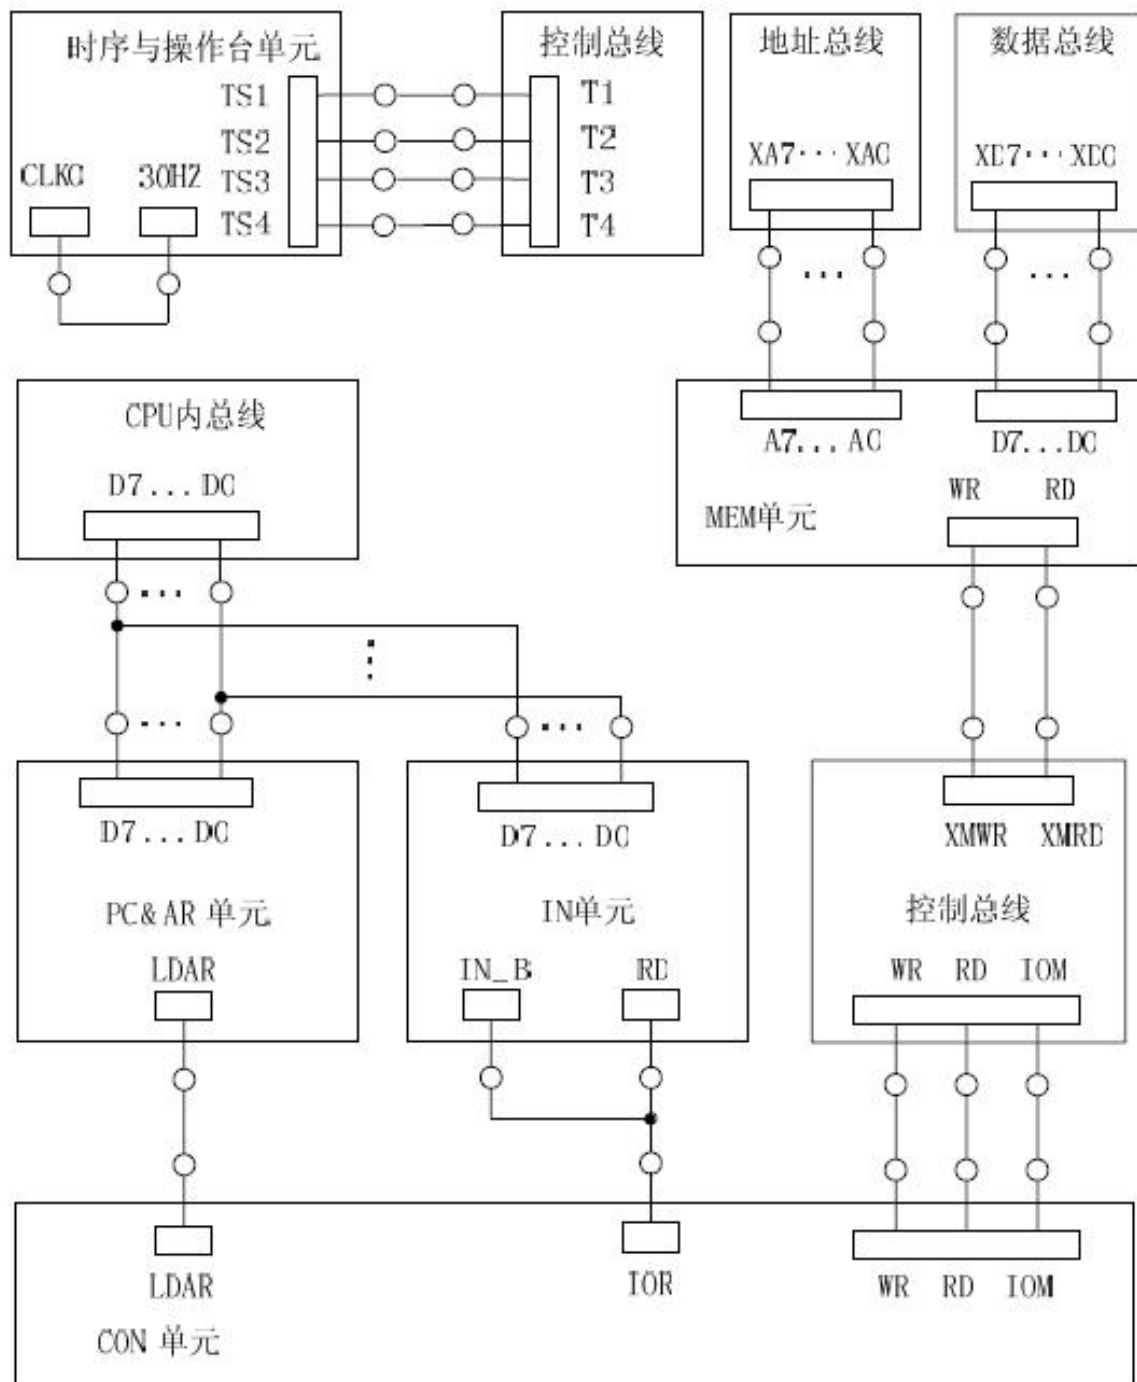 时序与操作台单元
控制总线
地址总线
数据总线
TS1
T1
TS2
T2
XA7··· XA0
XD7··· XD0
CLK0
30HZ
TS3
T3
TS4
T4
CPU内总线
A7... A0
D7...D0
D7... D0
WR
RD
MEM单元
D7... D0
D7... D0
XMWR
XMRD
PC&AR 单元
IN单元
控制总线
LDAR
IN_B
RD
WR
RD
IOM
LDAR
IOR
WR
RD
IOM
CON 单元